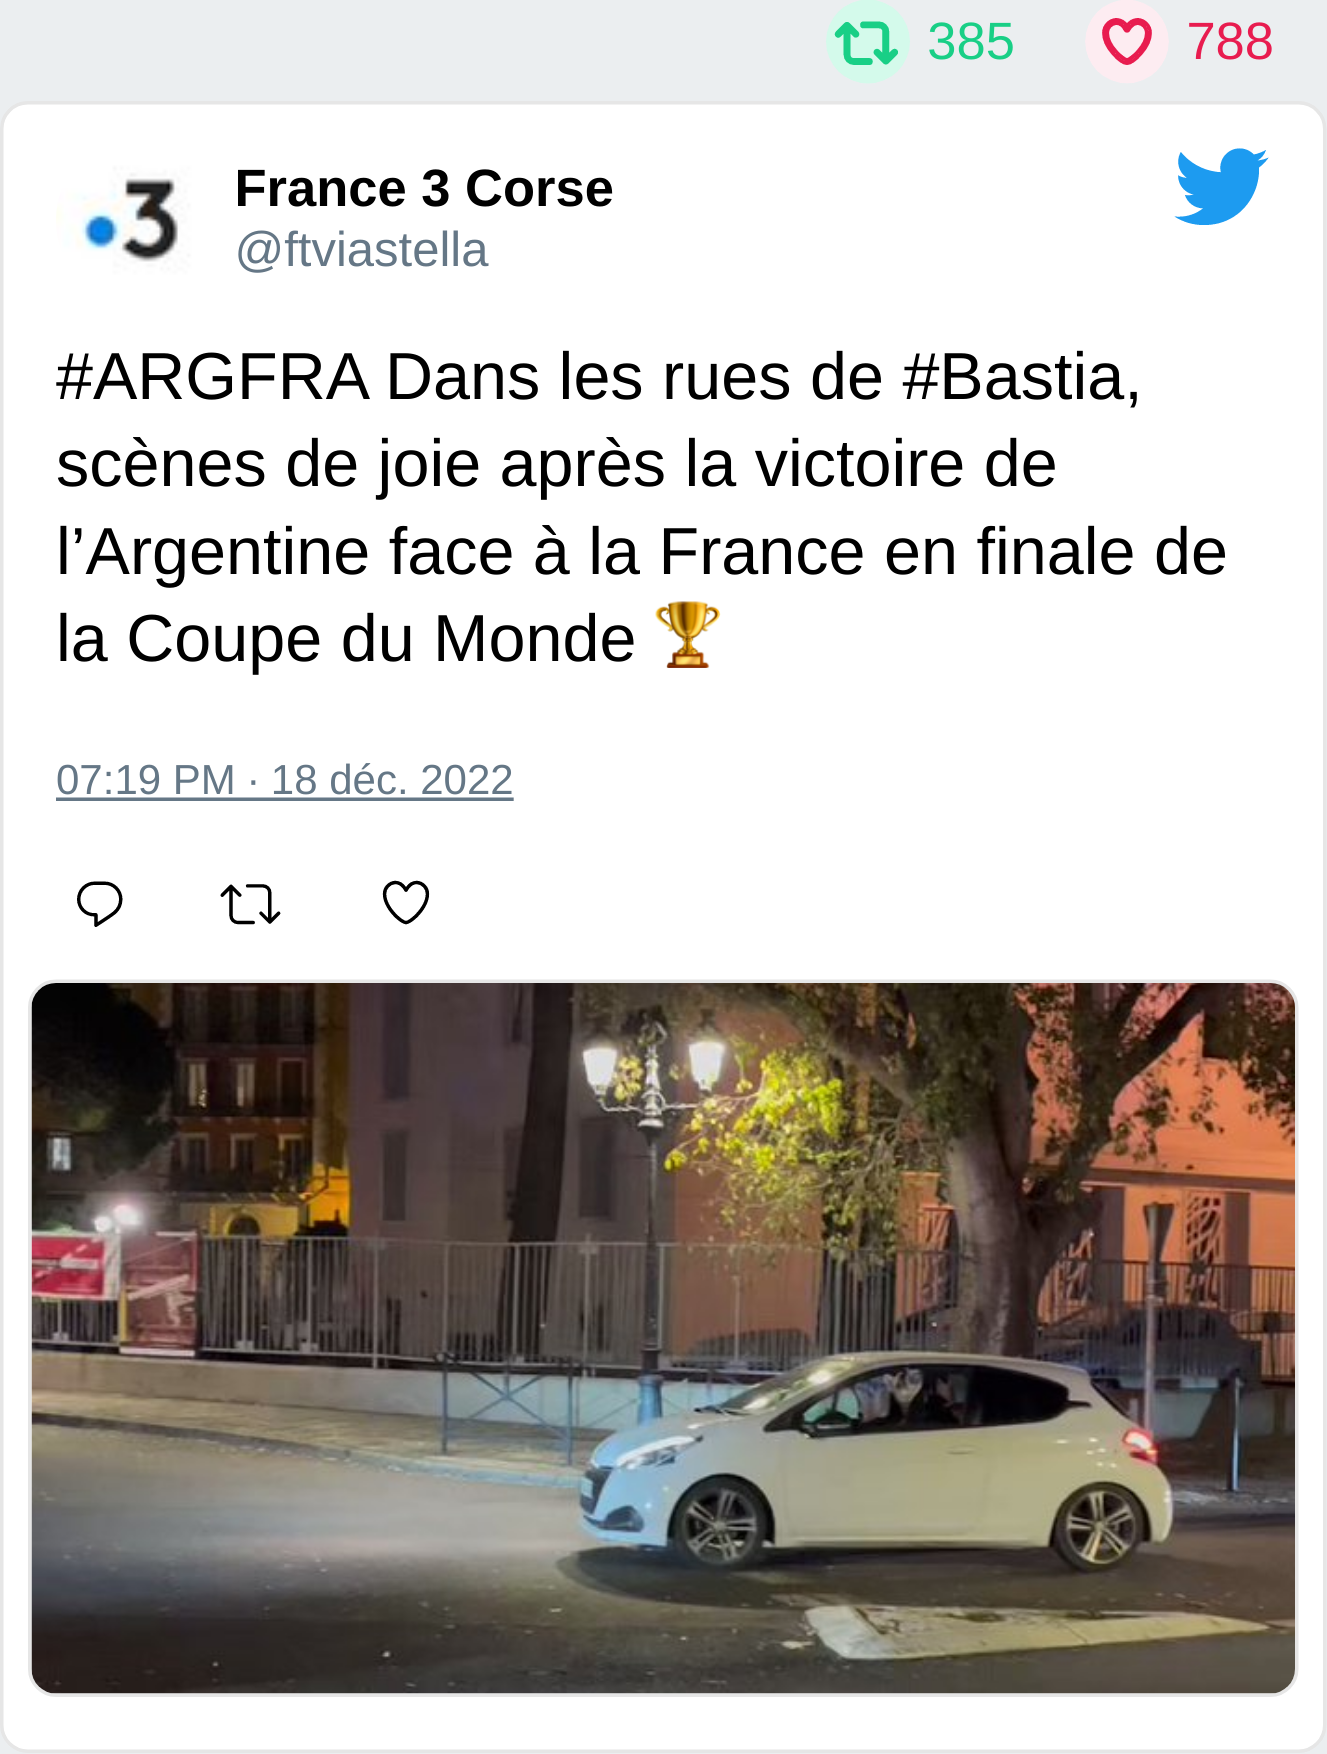 385 788
3
France 3 Corse
@ftviastella
#ARGFRA Dans les rues de #Bastia,
scènes de joie après la victoire de
l’Argentine face à la France en finale de
la Coupe du Monde 🏆
07:19 PM · 18 déc. 2022